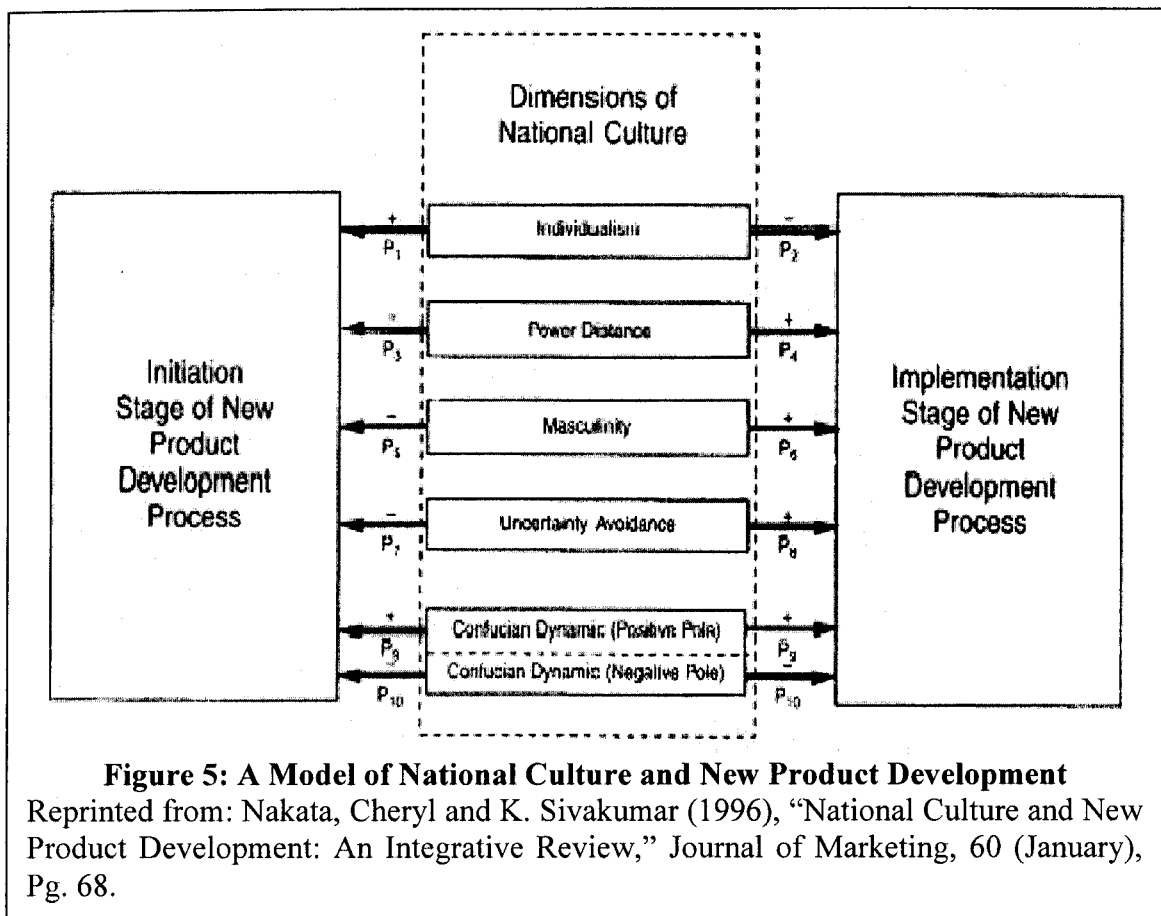 Dimensions of
National Culture
Initiation
Stage of New
Product
Development
Process
+
P1
Individualism
−
P2
P3
Power Distance
+
P4
−
P5
Masculinity
+
P6
−
P7
Uncertainty Avoidance
+
P8
+
P9
Confucian Dynamic (Positive Pole)
+
P9
−
P10
Confucian Dynamic (Negative Pole)
−
P10
Implementation
Stage of New
Product
Development
Process
Figure 5: A Model of National Culture and New Product Development
Reprinted from: Nakata, Cheryl and K. Sivakumar (1996), “National Culture and New
Product Development: An Integrative Review,” Journal of Marketing, 60 (January),
Pg. 68.